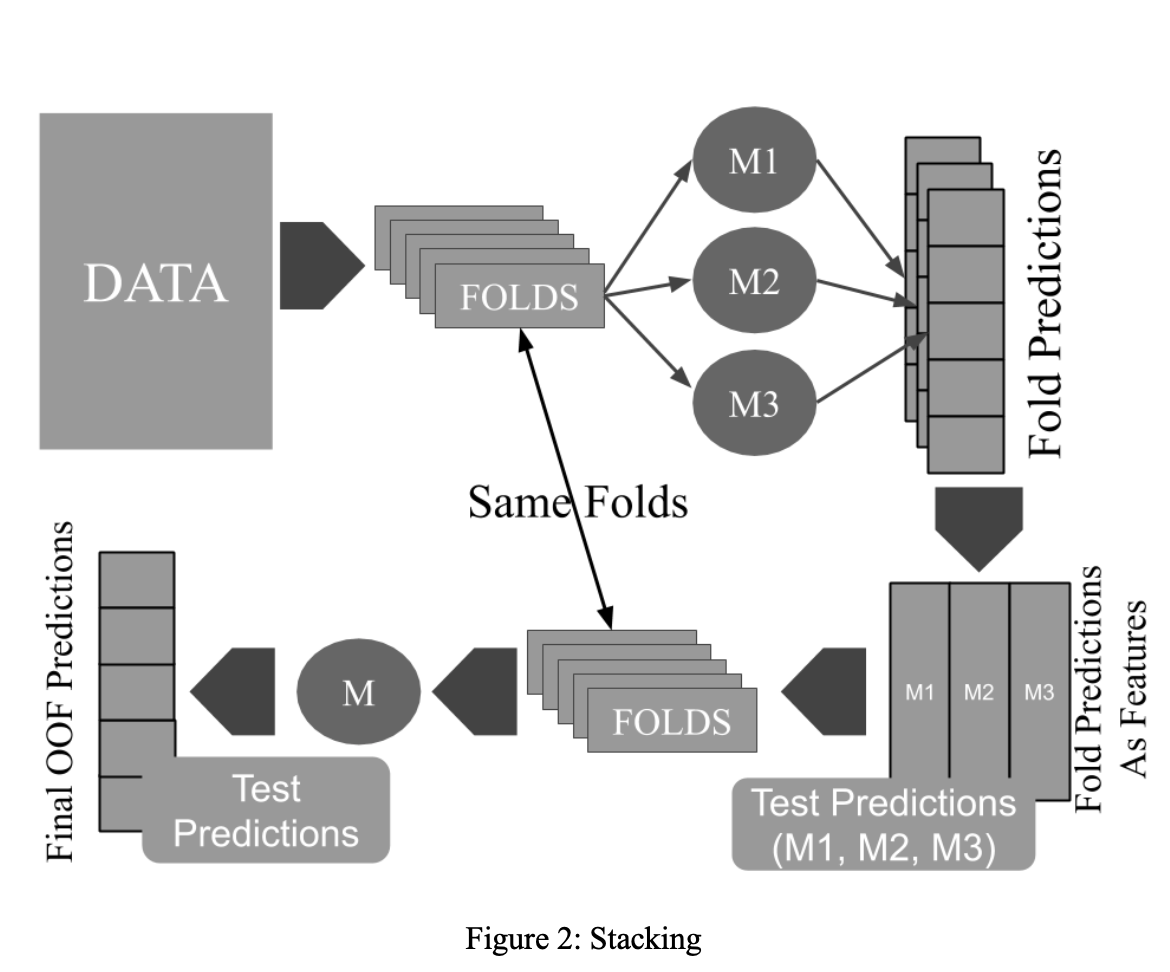 DATA
FOLDS
M1
M2
M3
Fold Predictions
Same Folds
M1 M2 M3
Fold Predictions
As Features
Test Predictions
(M1, M2, M3)
FOLDS
M
Final OOF Predictions
Test
Predictions
Figure 2: Stacking